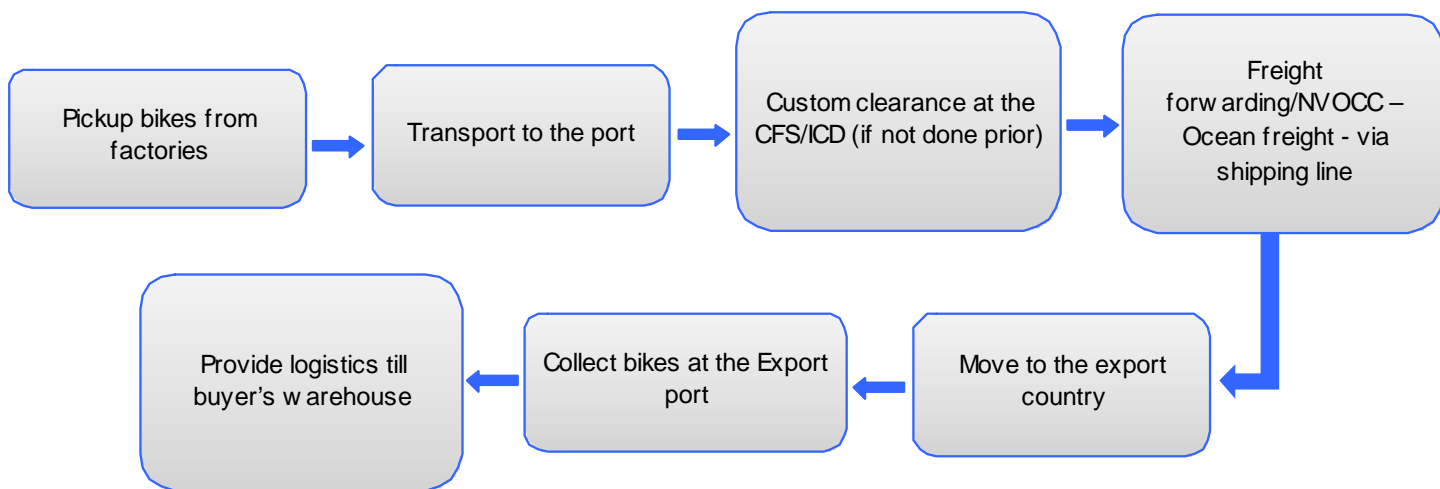 Pickup bikes from
factories
Transport to the port
Custom clearance at the
CFS/ICD (if not done prior)
Freight
forwarding/NVOCC –
Ocean freight - via
shipping line
Move to the export
country
Collect bikes at the Export
port
Provide logistics till
buyer's warehouse